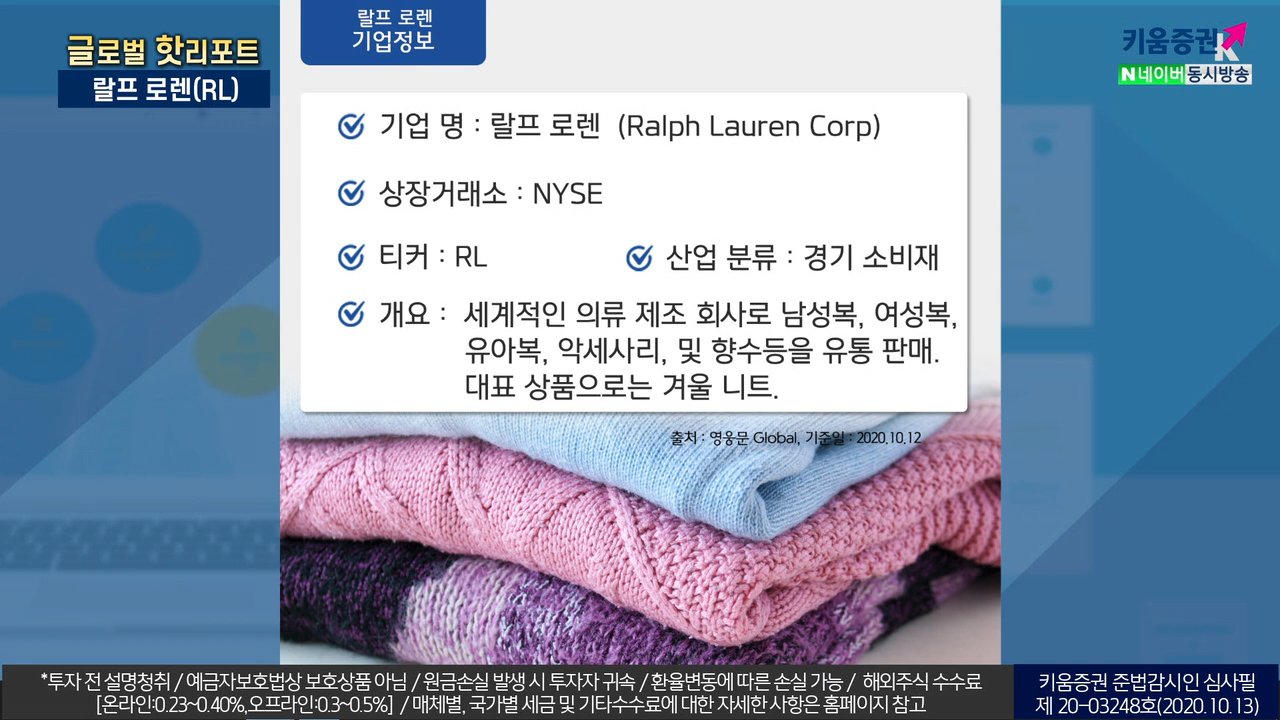 글로벌 핫리포트
랄프 로렌(RL)
랄프 로렌
기업정보
키움증권
N 네이버 동시방송
기업 명 : 랄프 로렌 (Ralph Lauren Corp)
상장거래소 : NYSE
티커 : RL
산업 분류 : 경기 소비재
개요 : 세계적인 의류 제조 회사로 남성복, 여성복,
유아복, 악세사리, 및 향수등을 유통 판매.
대표 상품으로는 겨울 니트.
출처 : 영웅문 Global, 기준일 : 2020.10.12
*투자 전 설명청취 / 예금자보호법상 보호상품 아님 / 원금손실 발생 시 투자자 귀속 / 환율변동에 따른 손실 가능 / 해외주식 수수료
[온라인:0.23~0.40%,오프라인:0.3~0.5%] / 매체별, 국가별 세금 및 기타수수료에 대한 자세한 사항은 홈페이지 참고
키움증권 준법감시인 심사필
제 20-03248호(2020.10.13)